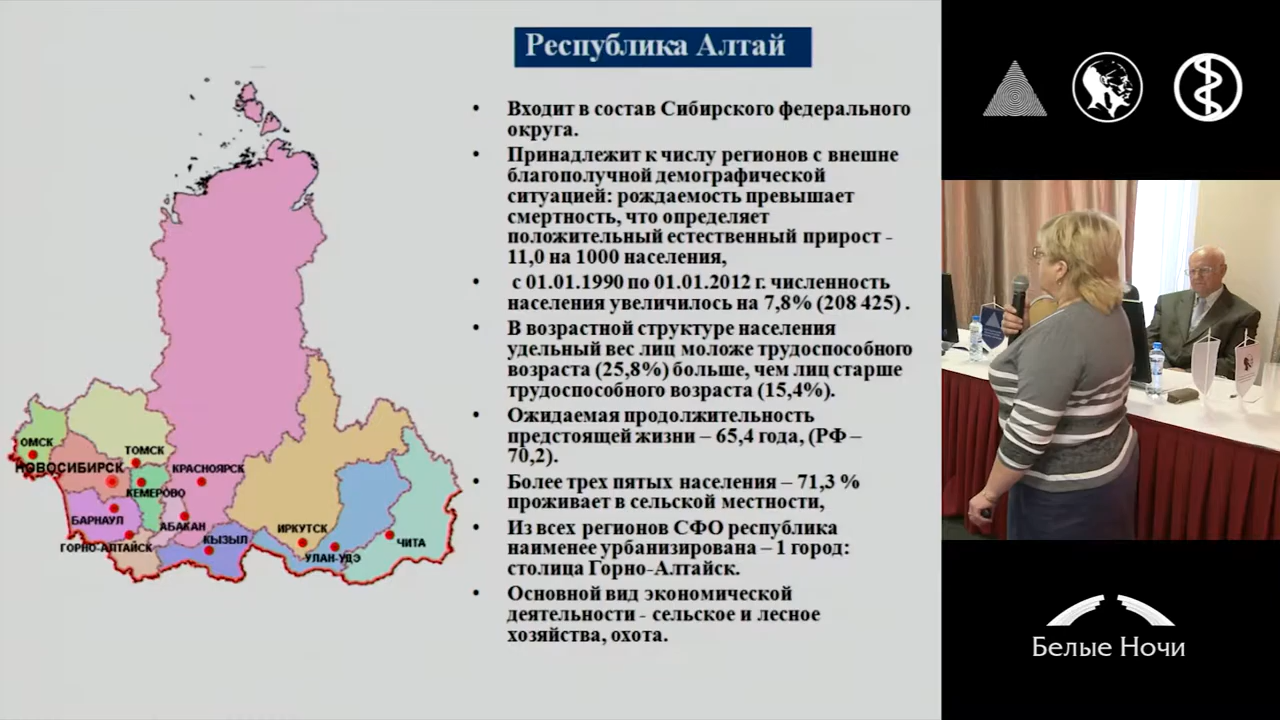 Республика Алтай
• Входит в состав Сибирского федерального
округа.
• Принадлежит к числу регионов с внешне
благополучной демографической
ситуацией: рождаемость превышает
смертность, что определяет
положительный естественный прирост -
11,0 на 1000 населения,
• с 01.01.1990 по 01.01.2012 г. численность
населения увеличилось на 7,8% (208 425) .
• В возрастной структуре населения
удельный вес лиц моложе трудоспособного
возраста (25,8%) больше, чем лиц старше
трудоспособного возраста (15,4%).
• Ожидаемая продолжительность
предстоящей жизни – 65,4 года, (РФ –
70,2).
• Более трех пятых населения – 71,3 %
проживает в сельской местности,
• Из всех регионов СФО республика
наименее урбанизирована – 1 город:
столица Горно-Алтайск.
• Основной вид экономической
деятельности - сельское и лесное
хозяйства, охота.
ОМСК
ТОМСК
НОВОСИБИРСК
КРАСНОЯРСК
КЕМЕРОВО
БАРНАУЛ
АБАКАН
ИРКУТСК
КЫЗЫЛ
ЧИТА
ГОРНО-АЛТАЙСК
УЛАН-УДЭ
Белые Ночи